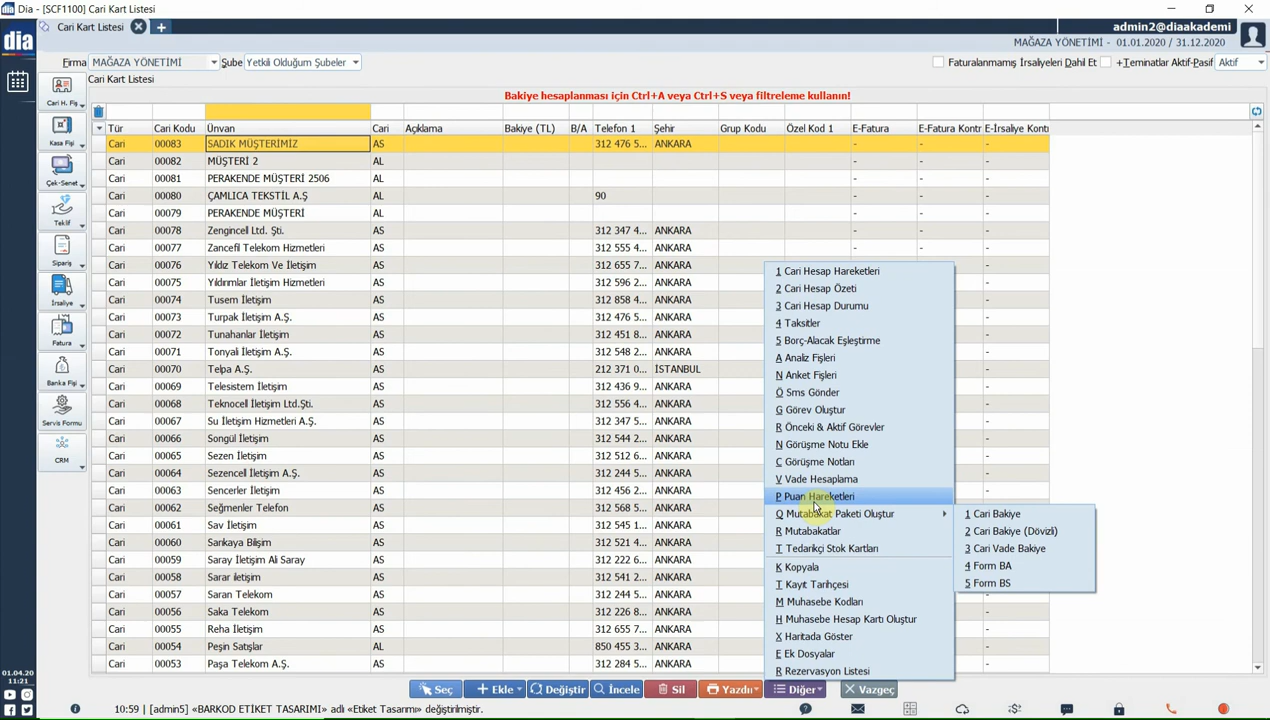 Dia - [SCF1100] Cari Kart Listesi
dia
Cari Kart Listesi
admin2@diaakademi
MAĞAZA YÖNETİMİ - 01.01.2020 / 31.12.2020
Firma MAĞAZA YÖNETİMİ Şube Yetkili Olduğum Şubeler
Faturalanmamış İrsaliyeleri Dahil Et +Teminatlar Aktif-Pasif Aktif
Cari Kart Listesi
Bakiye hesaplanması için Ctrl+A veya Ctrl+S veya filtreleme kullanın!
Cari H. Fiş
Kasa Fişi
Çek-Senet
Teklif
Sipariş
İrsaliye
Fatura
Banka Fişi
Servis Formu
CRM
Tür Cari Kodu Ünvan Cari Açıklama Bakiye (TL) B/A Telefon 1 Şehir Grup Kodu Özel Kod 1 E-Fatura E-Fatura Kontr E-İrsaliye Kontı
Cari 00083 SADIK MÜŞTERİMİZ AS 312 476 5... ANKARA - - -
Cari 00082 MÜŞTERİ 2 AL - - -
Cari 00081 PERAKENDE MÜŞTERİ 2506 AL - - -
Cari 00080 ÇAMLICA TEKSTİL A.Ş AL 90 - - -
Cari 00079 PERAKENDE MÜŞTERİ AL - - -
Cari 00078 Zengincell Ltd. Şti. AS 312 347 4... ANKARA - - -
Cari 00077 Zancefil Telekom Hizmetleri AS 312 555 4... ANKARA - - -
Cari 00076 Yıldız Telekom Ve İletişim AS 312 655 7... ANKARA -
Cari 00075 Yıldırımlar İletişim Hizmetleri AS 312 282 2... ANKARA -
Cari 00074 Tusem İletişim AS 312 858 4... ANKARA -
Cari 00073 Turpak İletişim A.Ş. AS 312 476 5... ANKARA -
Cari 00072 Tunahanlar İletişim AS 312 451 8... ANKARA -
Cari 00071 Tonyali İletişim A.Ş. AS 312 548 2... ANKARA -
Cari 00070 Telpa A.Ş. AS 212 371 0... İSTANBUL -
Cari 00069 Telesistem İletişim AS 312 436 9... ANKARA -
Cari 00068 Teknocell İletişim Ltd.Şti. AS 312 556 4... ANKARA -
Cari 00067 Su İletişim Hizmetleri A.Ş. AS 312 347 5... ANKARA -
Cari 00066 Songül İletişim AS 312 544 2... ANKARA -
Cari 00065 Sezen İletişim AS 312 512 6... ANKARA -
Cari 00064 Sezencell İletişim A.Ş. AS 312 244 5... ANKARA -
Cari 00063 Sencerler İletişim AS 312 456 2... ANKARA -
Cari 00062 Seğmenler Telefon AS 312 568 5... ANKARA
Cari 00061 Sav İletişim AS 312 545 1... ANKARA
Cari 00060 Sarıkaya Bilişim AS 312 244 5... ANKARA
Cari 00059 Saray İletişim Ali Saray AS 312 222 6... ANKARA
Cari 00058 Sarar iletişim AS 312 541 2... ANKARA
Cari 00057 Saran Telekom AS 312 244 2... ANKARA -
Cari 00056 Saka Telekom AS 312 226 8... ANKARA -
Cari 00055 Reha İletişim AS 312 547 9... ANKARA -
Cari 00054 Peşin Satışlar AS 850 455 3... ANKARA -
Cari 00053 Paşa Telekom A.Ş. AS 312 284 5... ANKARA -
1 Cari Hesap Hareketleri
2 Cari Hesap Özeti
3 Cari Hesap Durumu
4 Taksitler
5 Borç-Alacak Eşleştirme
A Analiz Fişleri
N Anket Fişleri
Ö Sms Gönder
G Görev Oluştur
R Önceki & Aktif Görevler
N Görüşme Notu Ekle
C Görüşme Notları
V Vade Hesaplama
P Puan Hareketleri
Q Mutabakat Paketi Oluştur
R Mutabakatlar
T Tedarikçi Stok Kartları
K Kopyala
T Kayıt Tarihçesi
M Muhasebe Kodları
H Muhasebe Hesap Kartı Oluştur
X Haritada Göster
E Ek Dosyalar
R Rezervasyon Listesi
1 Cari Bakiye
2 Cari Bakiye (Dövizli)
3 Cari Vade Bakiye
4 Form BA
5 Form BS
Seç Ekle Değiştir İncele Sil Yazdır Diğer Vazgeç
01.04.20
11:21
10:59 | [admin5] «BARKOD ETİKET TASARIMI» adlı «Etiket Tasarımı» değiştirilmiştir.